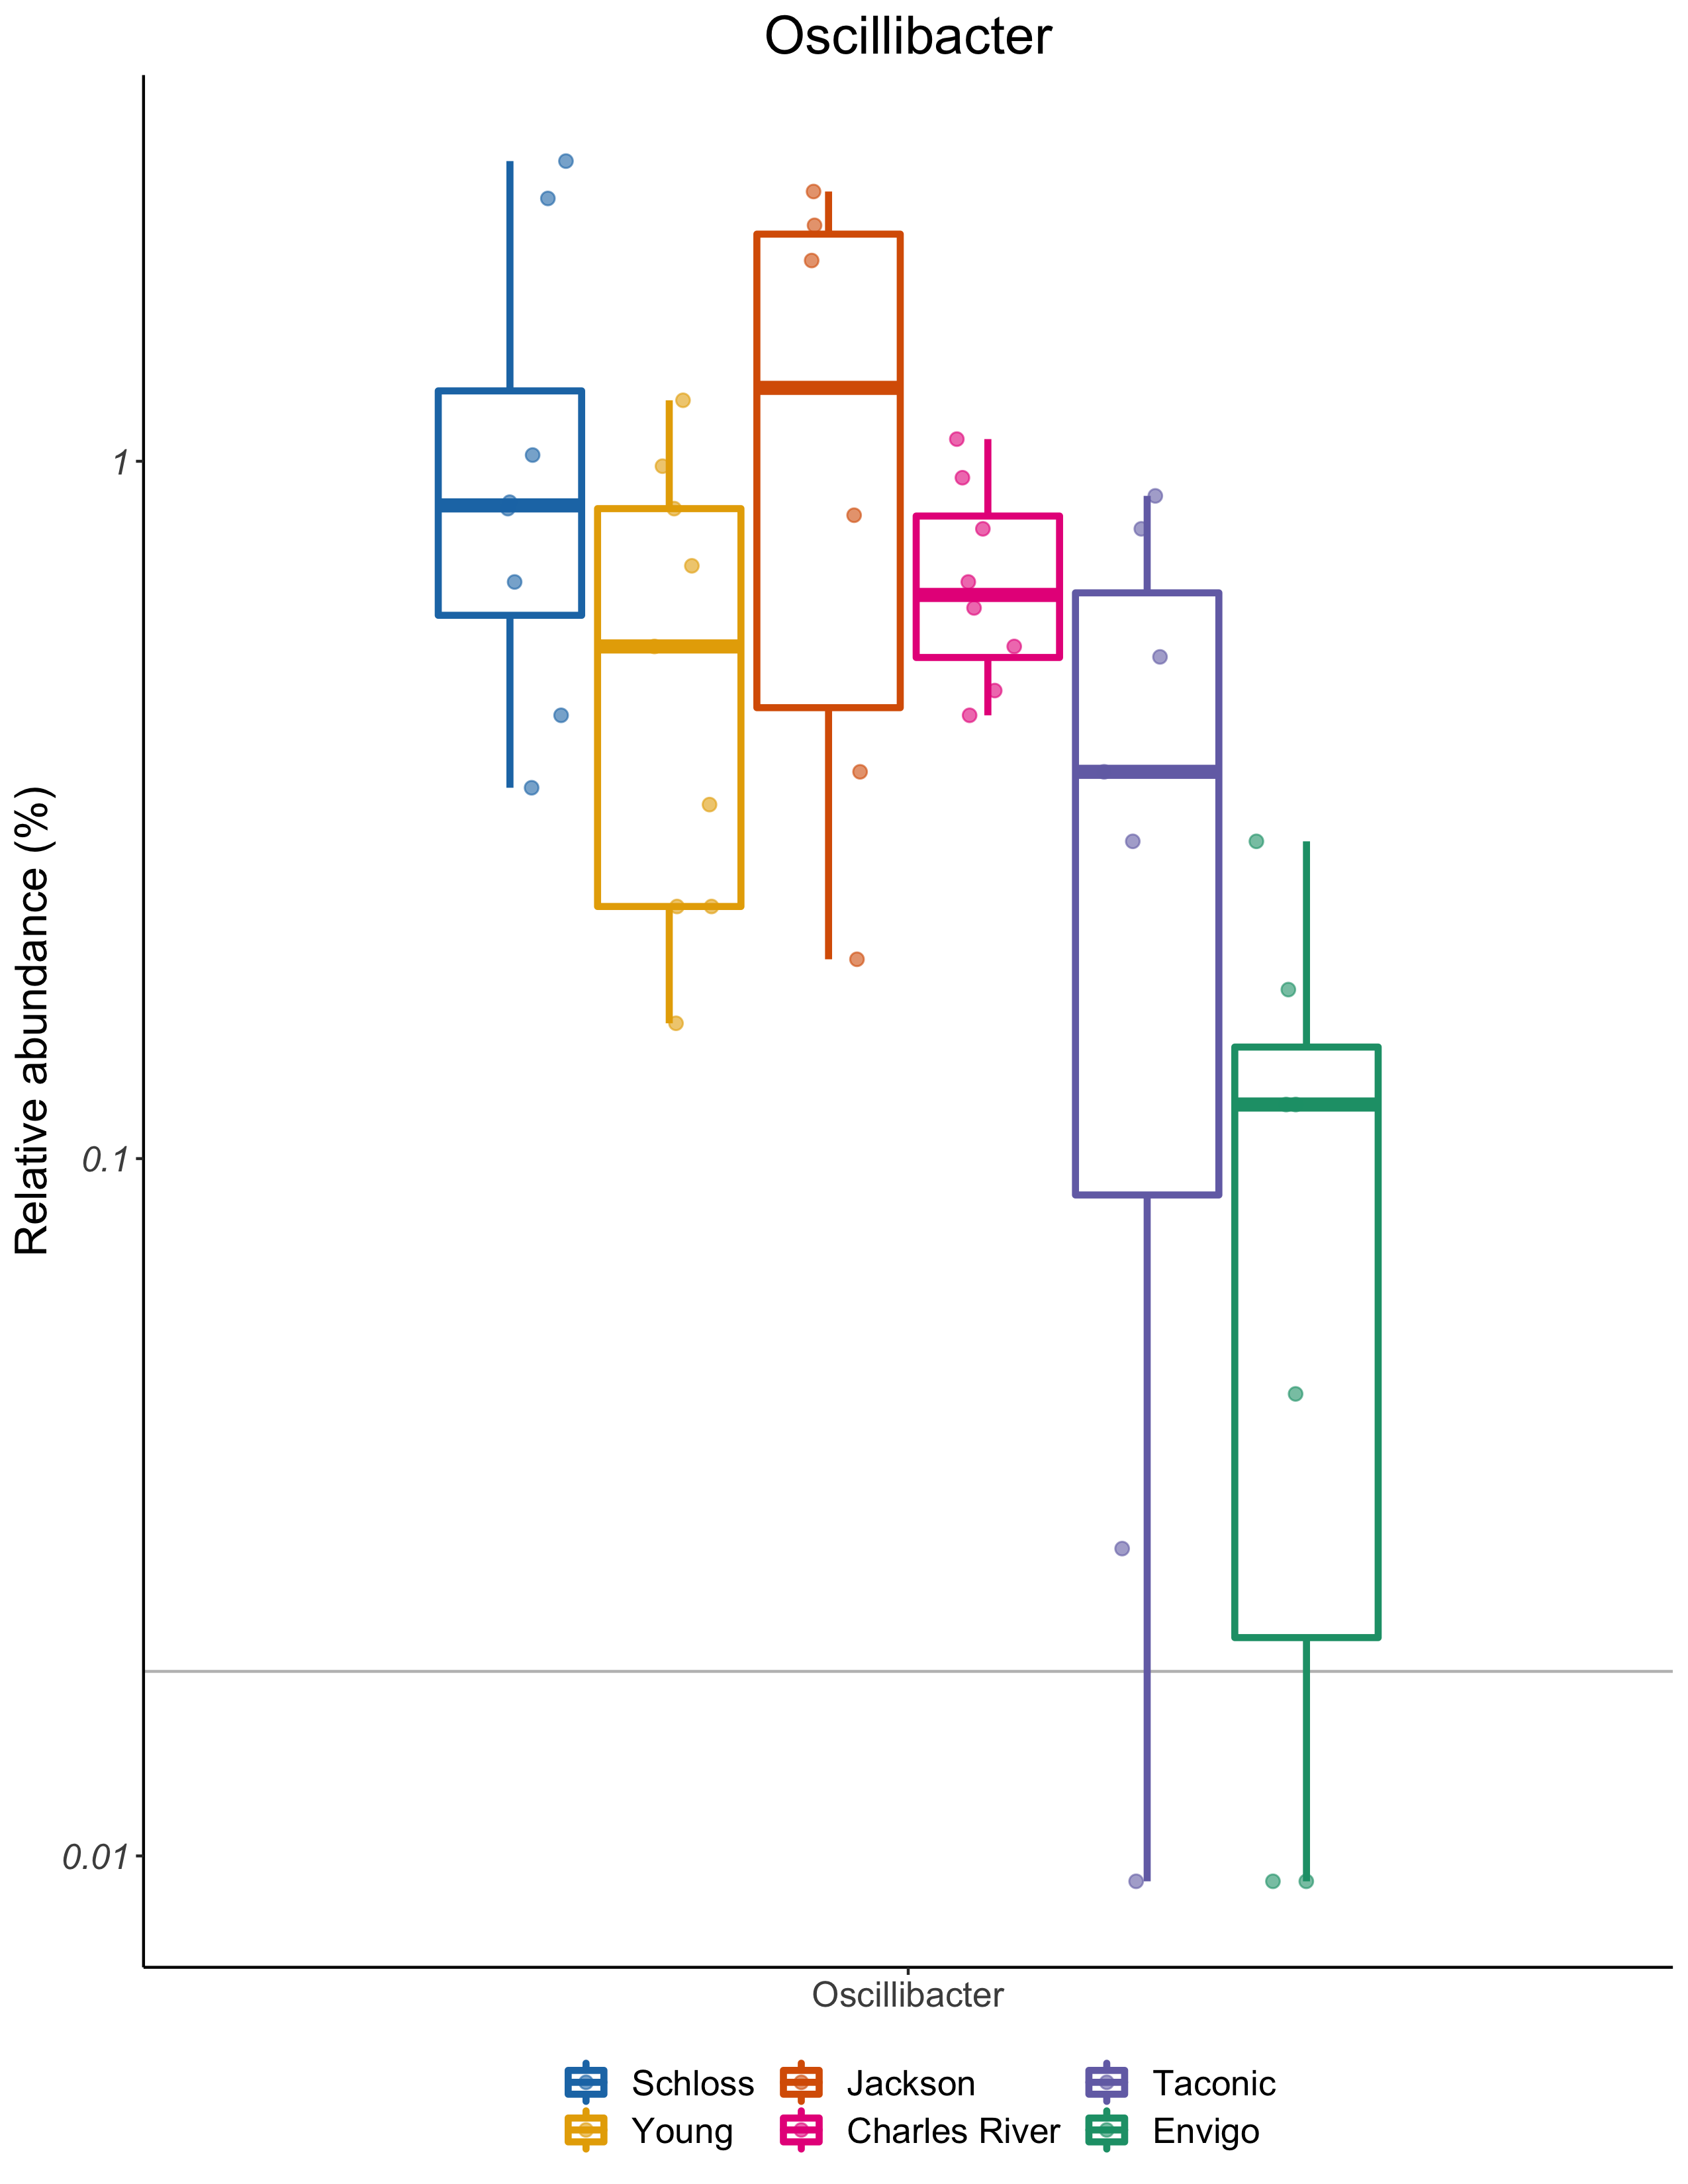 Oscillibacter
Relative abundance (%)
1
0.1
0.01
Oscillibacter
Schloss
Jackson
Taconic
Young
Charles River
Envigo